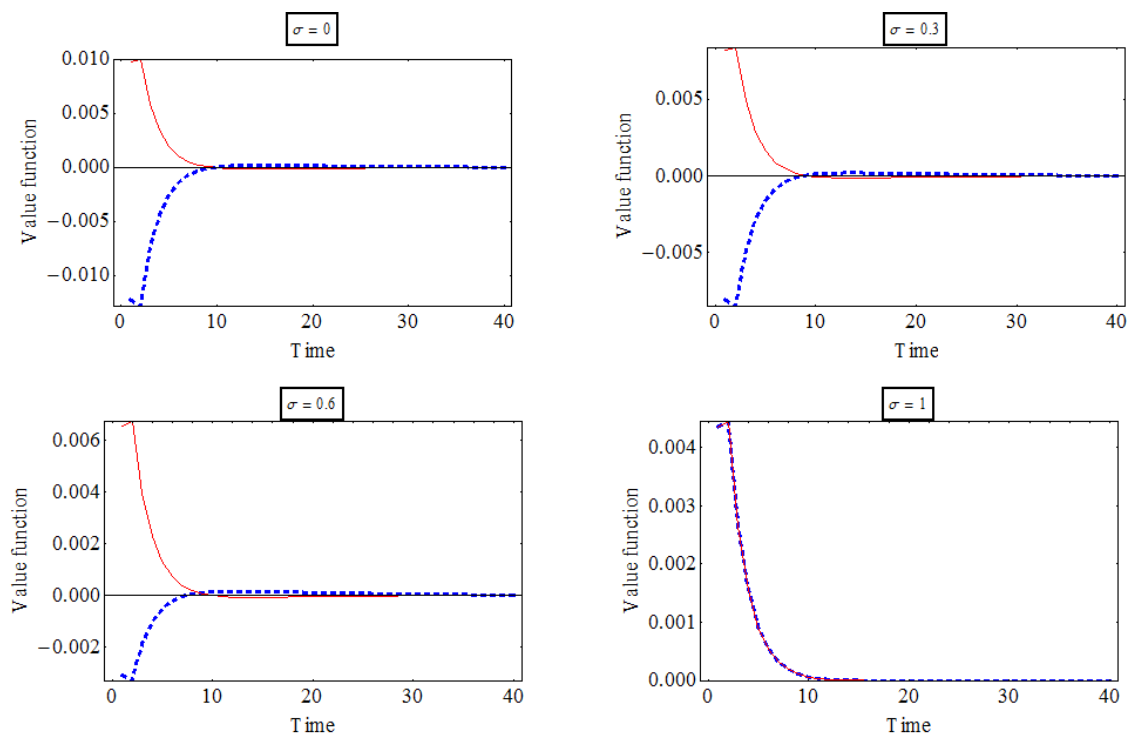 σ = 0
Value function
0.010
0.005
0.000
−0.005
−0.010
0 10 20 30 40
Time
σ = 0.3
Value function
0.005
0.000
−0.005
0 10 20 30 40
Time
σ = 0.6
Value function
0.006
0.004
0.002
0.000
−0.002
0 10 20 30 40
Time
σ = 1
Value function
0.004
0.003
0.002
0.001
0.000
0 10 20 30 40
Time